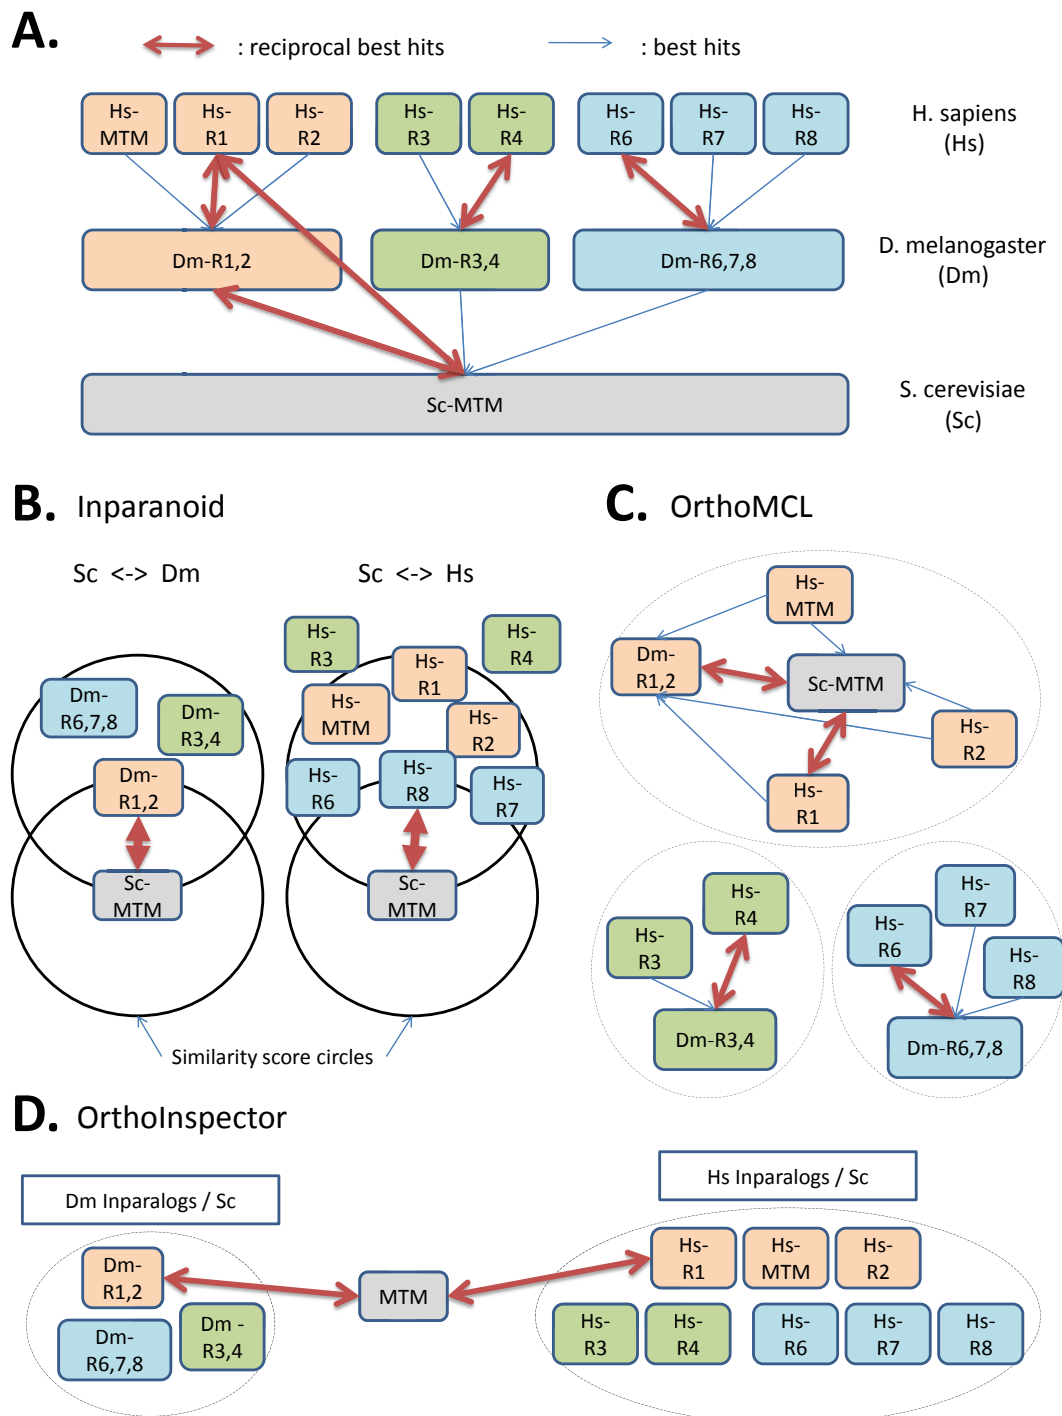 A.
: reciprocal best hits
: best hits
Hs-
MTM
Hs-
R1
Hs-
R2
Hs-
R3
Hs-
R4
Hs-
R6
Hs-
R7
Hs-
R8
H. sapiens
(Hs)
Dm-R1,2
Dm-R3,4
Dm-R6,7,8
D. melanogaster
(Dm)
Sc-MTM
S. cerevisiae
(Sc)
B. Inparanoid
Sc <-> Dm
Sc <-> Hs
Dm-
R6,7,8
Dm-
R3,4
Dm-
R1,2
Sc-
MTM
Hs-
R3
Hs-
R4
Hs-
R1
Hs-
MTM
Hs-
R2
Hs-
R6
Hs-
R8
Hs-
R7
Sc-
MTM
Similarity score circles
C. OrthoMCL
Hs-
MTM
Dm-
R1,2
Sc-MTM
Hs-
R2
Hs-
R1
Hs-
R4
Hs-
R3
Dm-R3,4
Hs-
R7
Hs-
R6
Hs-
R8
Dm-R6,7,8
D. OrthoInspector
Dm Inparalogs / Sc
Hs Inparalogs / Sc
Dm-
R1,2
Dm-
R6,7,8
Dm -
R3,4
MTM
Hs-
R1
Hs-
MTM
Hs-
R2
Hs-
R3
Hs-
R4
Hs-
R6
Hs-
R7
Hs-
R8